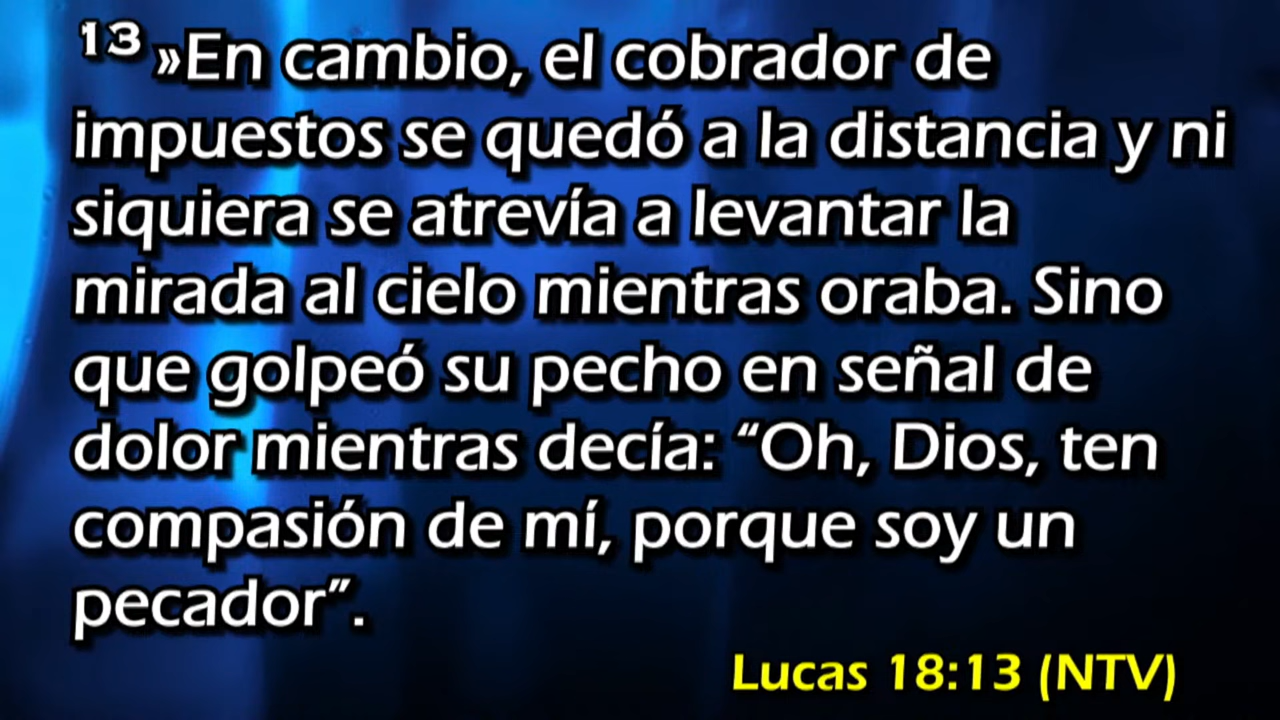 13 »En cambio, el cobrador de
impuestos se quedó a la distancia y ni
siquiera se atrevía a levantar la
mirada al cielo mientras oraba. Sino
que golpeó su pecho en señal de
dolor mientras decía: “Oh, Dios, ten
compasión de mí, porque soy un
pecador”.
Lucas 18:13 (NTV)